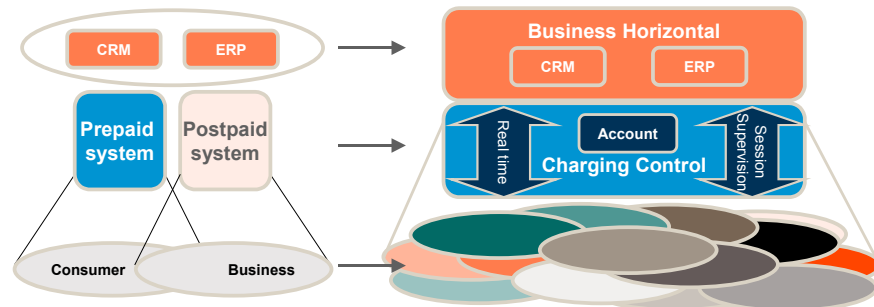 CRM
ERP
Prepaid
system
Postpaid
system
Consumer
Business
Business Horizontal
CRM
ERP
Real time
Account
Charging Control
Session
Supervision